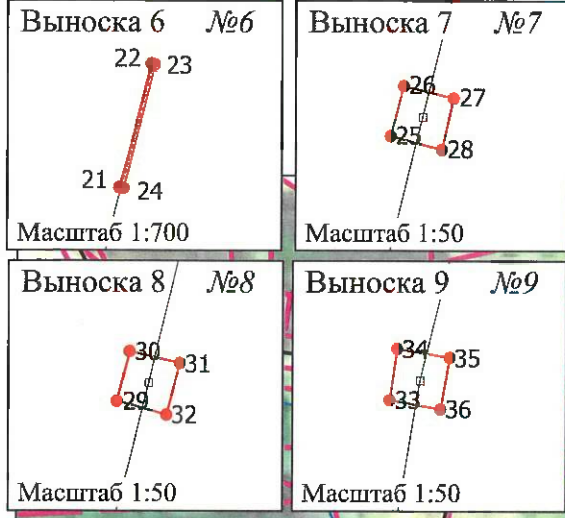 Выноска 6 №6
22 23
21 24
Масштаб 1:700
Выноска 7 №7
26 27
25 28
Масштаб 1:50
Выноска 8 №8
30 31
29 32
Масштаб 1:50
Выноска 9 №9
34 35
33 36
Масштаб 1:50